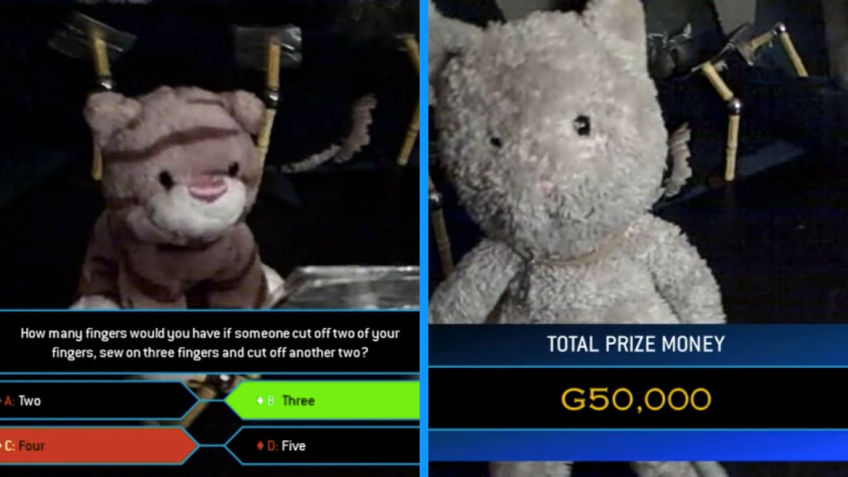 How many fingers would you have if someone cut off two of your
fingers, sew on three fingers and cut off another two?
A: Two
B: Three
C: Four
D: Five
TOTAL PRIZE MONEY
G50,000